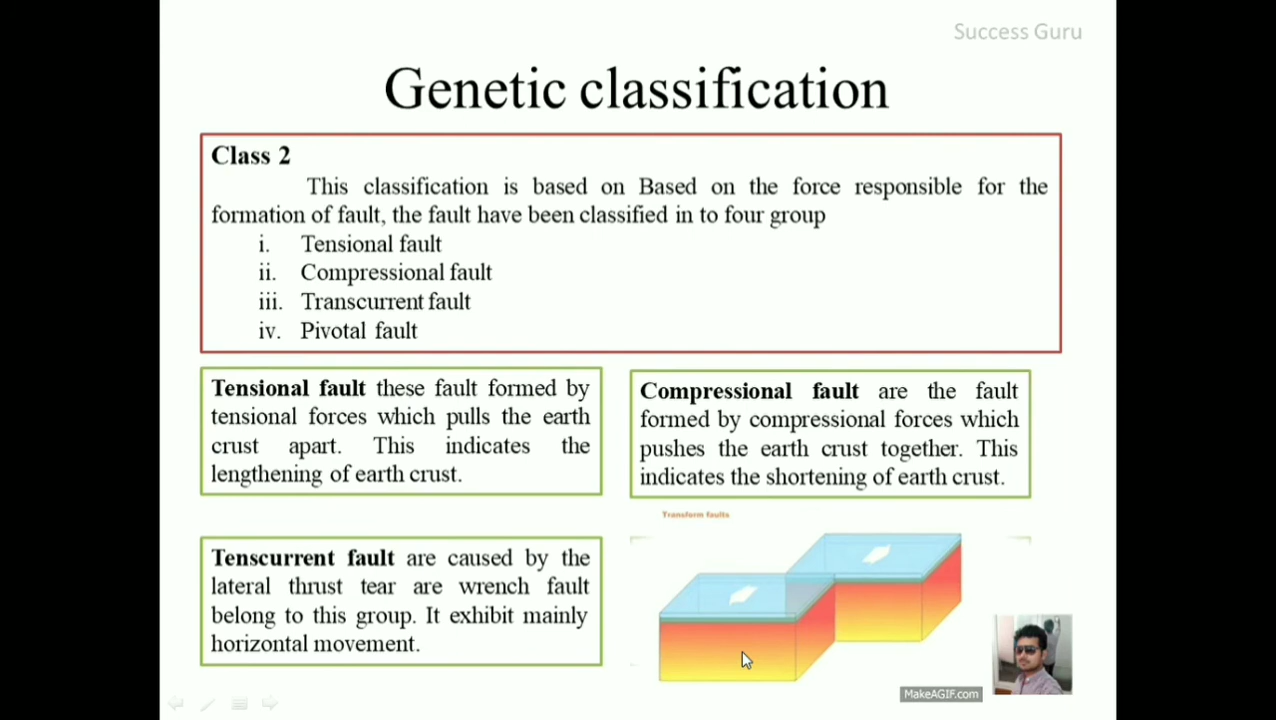 Success Guru
Genetic classification
Class 2
This classification is based on Based on the force responsible for the
formation of fault, the fault have been classified in to four group
i. Tensional fault
ii. Compressional fault
iii. Transcurrent fault
iv. Pivotal fault
Tensional fault these fault formed by
tensional forces which pulls the earth
crust apart. This indicates the
lengthening of earth crust.
Compressional fault are the fault
formed by compressional forces which
pushes the earth crust together. This
indicates the shortening of earth crust.
Tenscurrent fault are caused by the
lateral thrust tear are wrench fault
belong to this group. It exhibit mainly
horizontal movement.
Transform faults
MakeAGIF.com